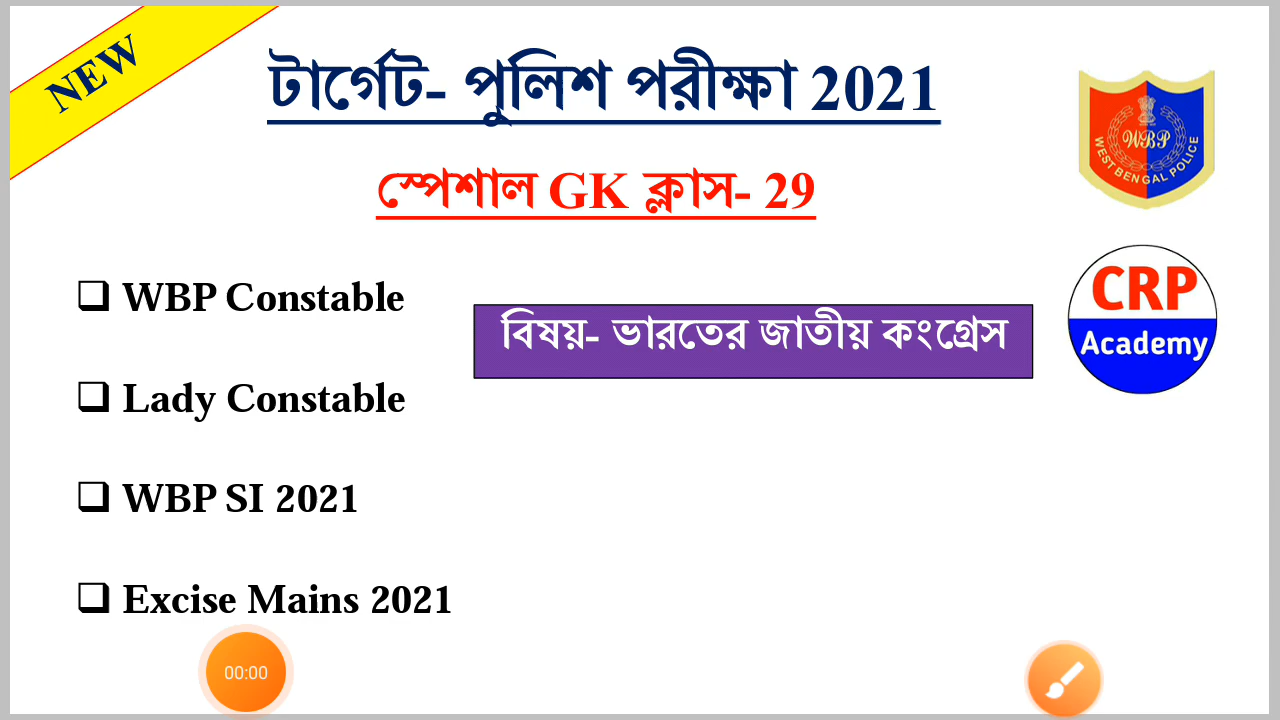 NEW
টার্গেট- পুলিশ পরীক্ষা 2021
স্পেশাল GK ক্লাস- 29
WBP
WEST BENGAL POLICE
WBP Constable
বিষয়- ভারতের জাতীয় কংগ্রেস
CRP
Academy
Lady Constable
WBP SI 2021
Excise Mains 2021
00:00